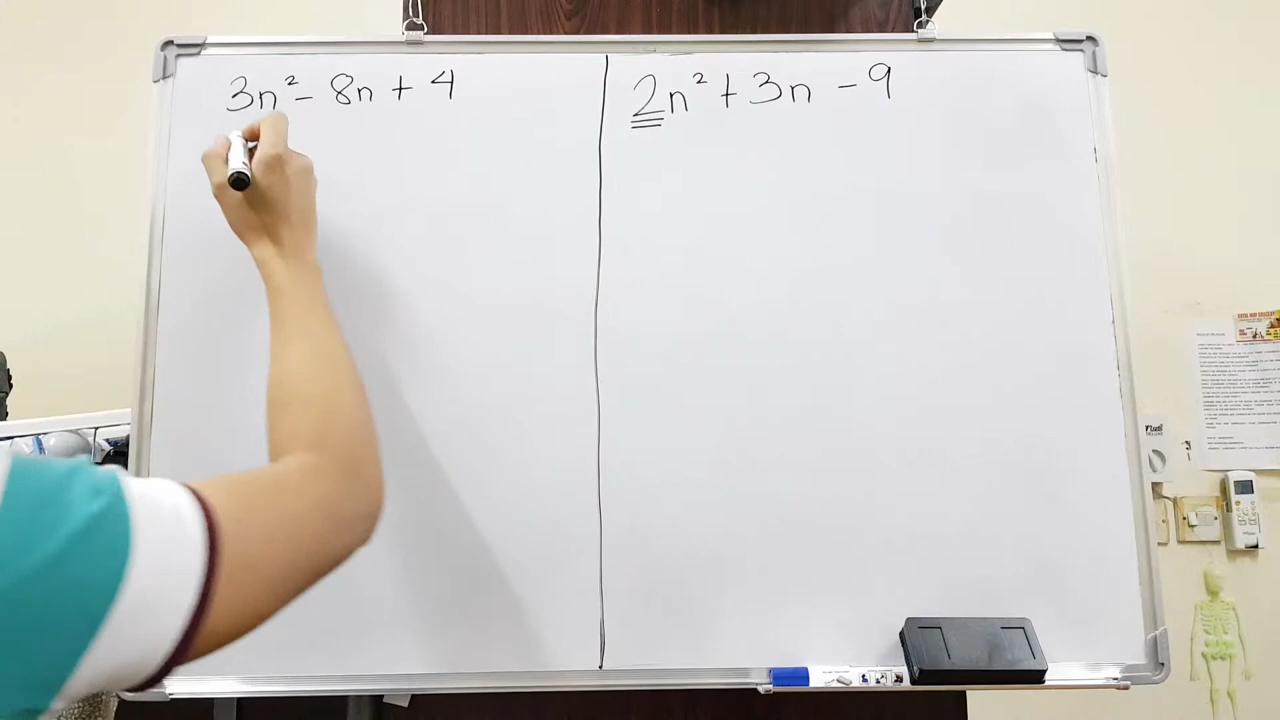 3n² - 8n + 4
2n² + 3n - 9